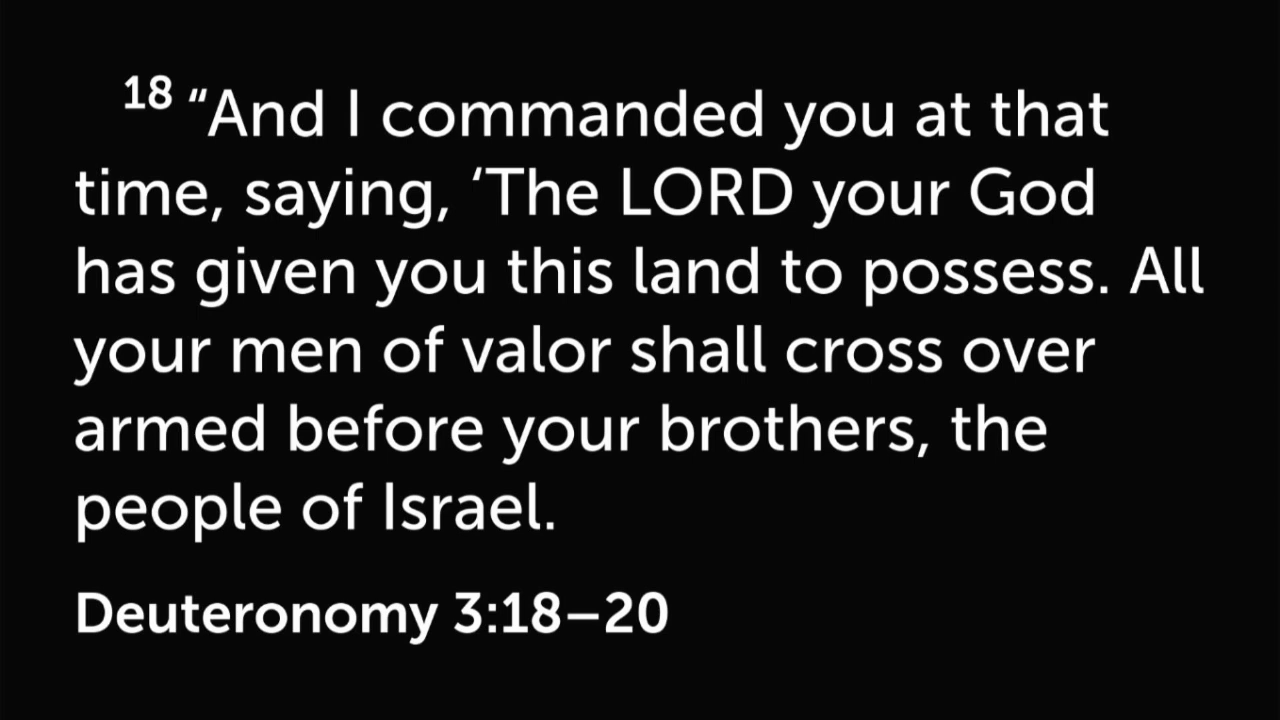 18 “And I commanded you at that
time, saying, ‘The LORD your God
has given you this land to possess. All
your men of valor shall cross over
armed before your brothers, the
people of Israel.
Deuteronomy 3:18–20